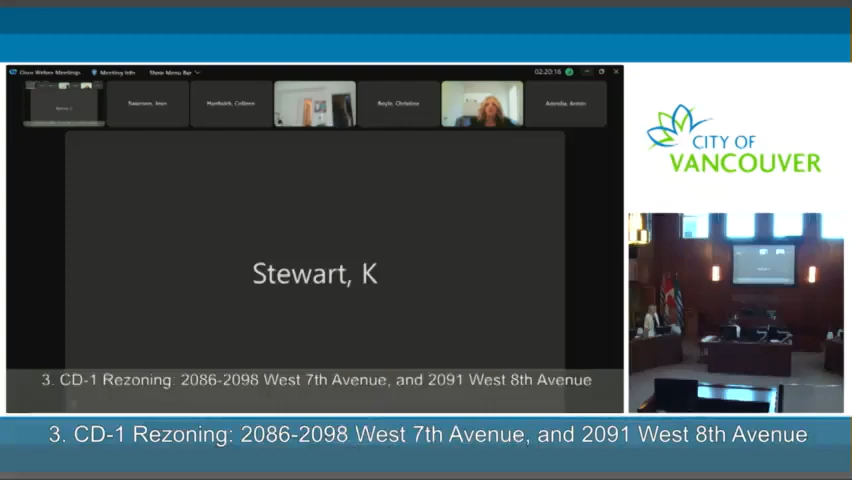 Cisco Webex Meetings Meeting Info Show Menu Bar 02:20:16
Swanson, Jean
Hardwick, Colleen
Boyle, Christine
Amendia, Armin
Stewart, K
3. CD-1 Rezoning: 2086-2098 West 7th Avenue, and 2091 West 8th Avenue
CITY OF
VANCOUVER
3. CD-1 Rezoning: 2086-2098 West 7th Avenue, and 2091 West 8th Avenue